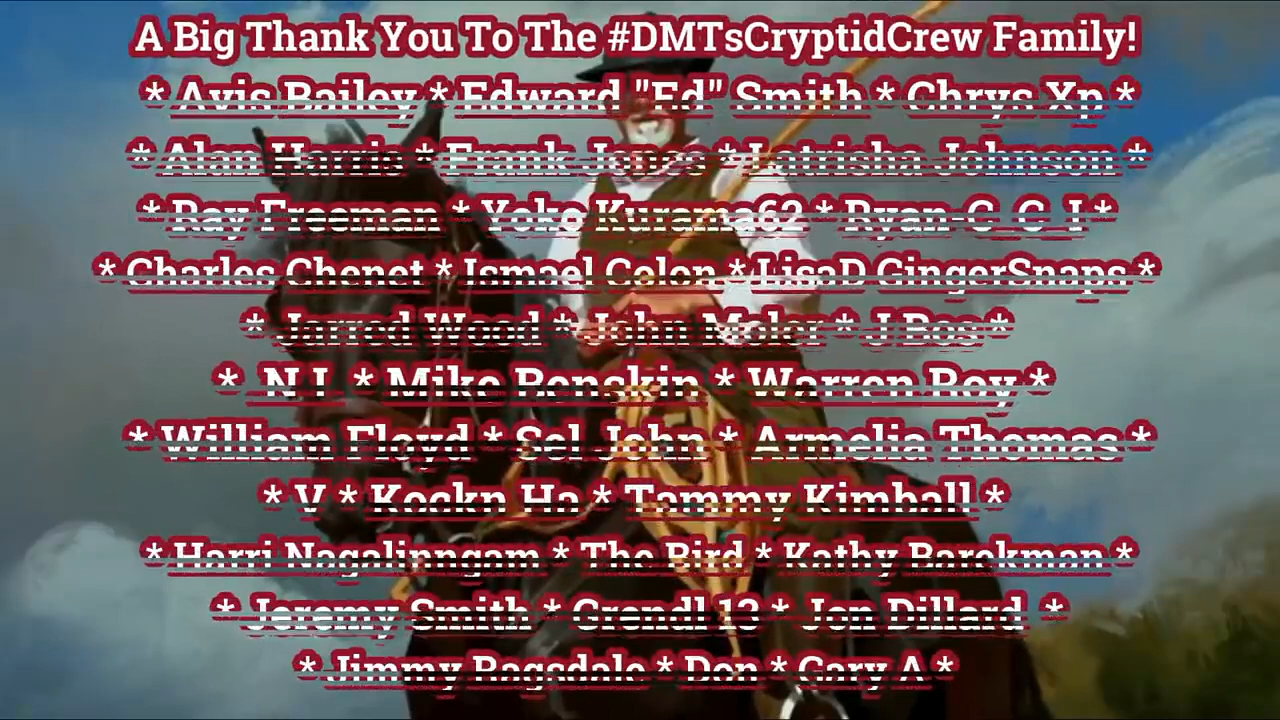 A Big Thank You To The #DMTsCryptidCrew Family!
* Avis Bailey * Edward "Ed" Smith * Chrys Xp *
* Alan Harris * Frank Jones * Latrisha Johnson *
* Ray Freeman * Yoko Kurama62 * Ryan-C C I *
* Charles Chenet * Ismael Colon * LisaD GingerSnaps *
* Jarred Wood * John Moler * J Bos *
* N L * Mike Benskin * Warren Roy *
* William Floyd * Sel John * Armelia Thomas *
* V * Kockn Ha * Tammy Kimball *
* Harri Nagalinngam * The Bird * Kathy Barekman *
* Jeremy Smith * Grendl 13 * Jon Dillard *
* Jimmy Ragsdale * Don * Gary A *